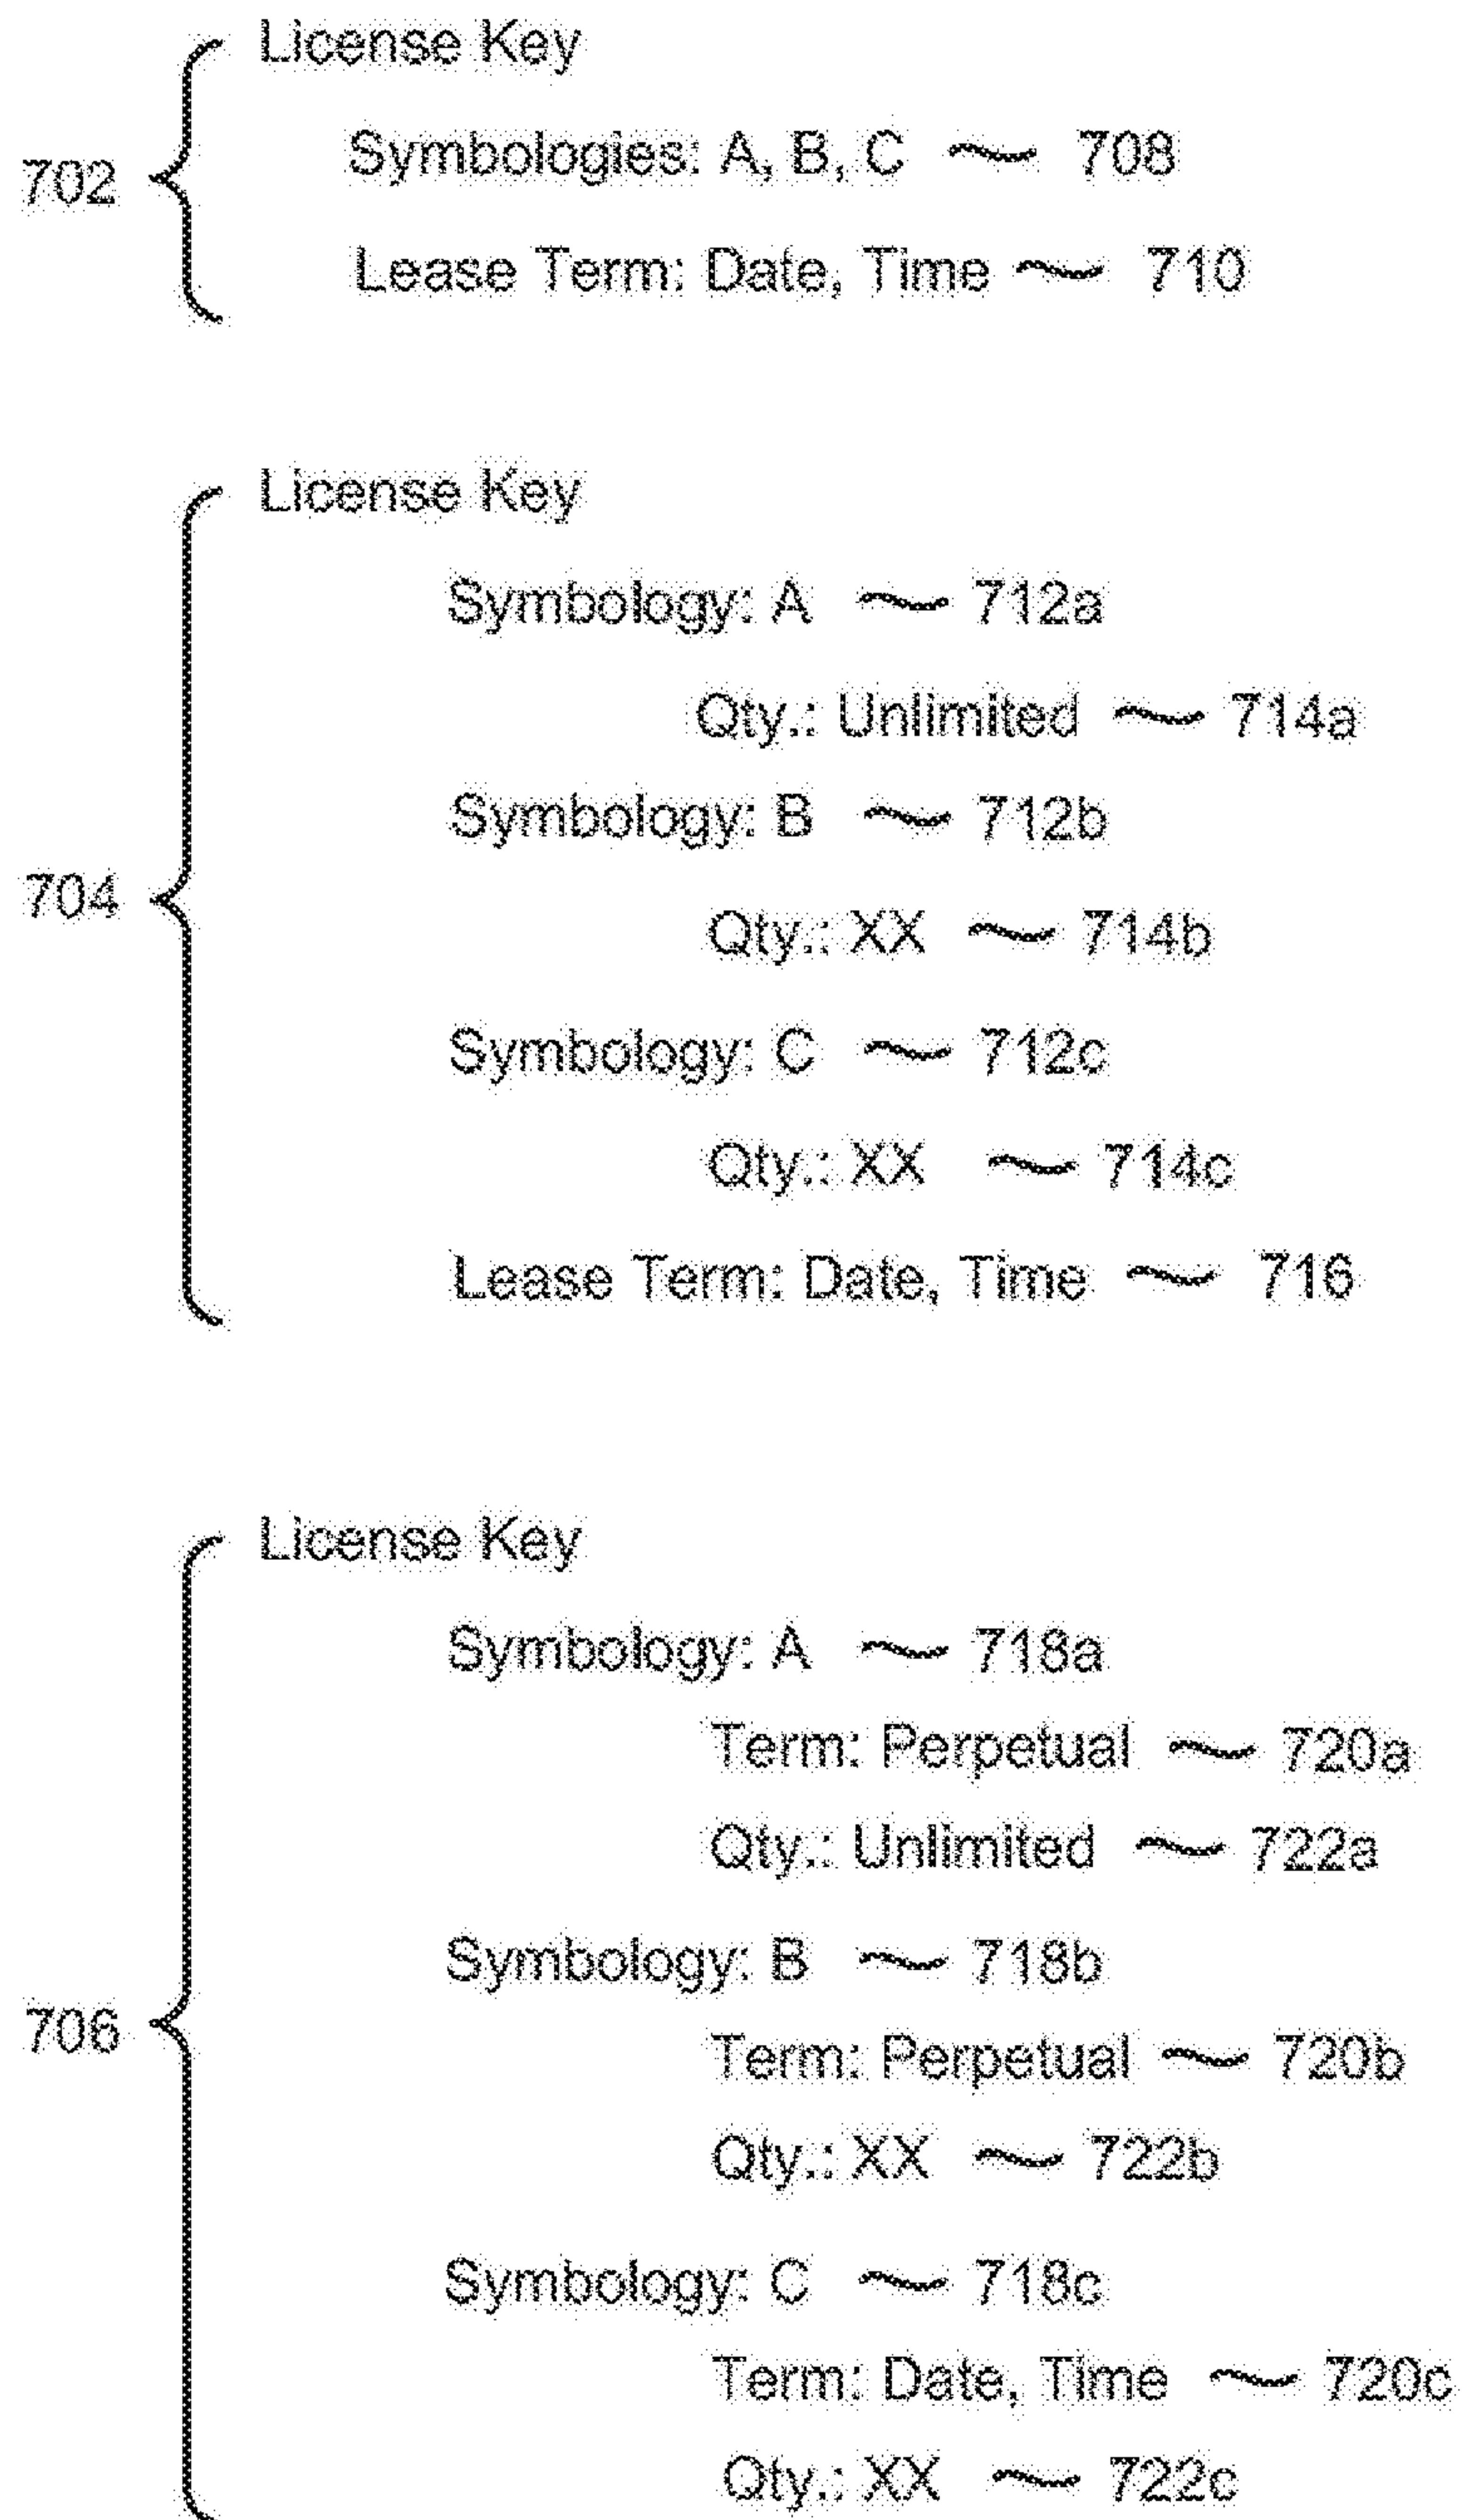 License Key
Symbologies: A, B, C 708
702
Lease Term: Date, Time 710
License Key
Symbology: A 712a
Qty.: Unlimited 714a
Symbology: B 712b
704
Qty.: XX 714b
Symbology: C 712c
Qty.: XX 714c
Lease Term: Date, Time 716
License Key
Symbology: A 718a
Term: Perpetual 720a
Qty.: Unlimited 722a
Symbology: B 718b
706
Term: Perpetual 720b
Qty.: XX 722b
Symbology: C 718c
Term: Date, Time 720c
Qty.: XX 722c